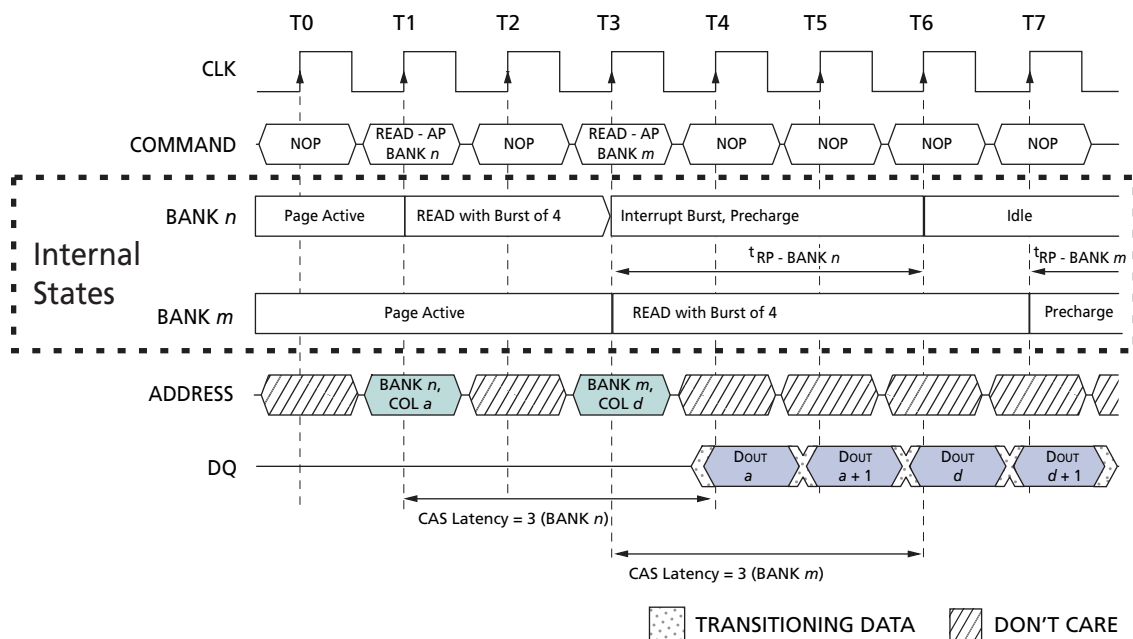 T0 T1 T2 T3 T4 T5 T6 T7
CLK
COMMAND NOP READ - AP BANK n NOP READ - AP BANK m NOP NOP NOP NOP
BANK n Page Active READ with Burst of 4 Interrupt Burst, Precharge Idle
tRP - BANK n tRP - BANK m
Internal
States
BANK m Page Active READ with Burst of 4 Precharge
ADDRESS BANK n, COL a BANK m, COL d
DQ DOUT a DOUT a + 1 DOUT d DOUT d + 1
CAS Latency = 3 (BANK n)
CAS Latency = 3 (BANK m)
TRANSITIONING DATA DON'T CARE